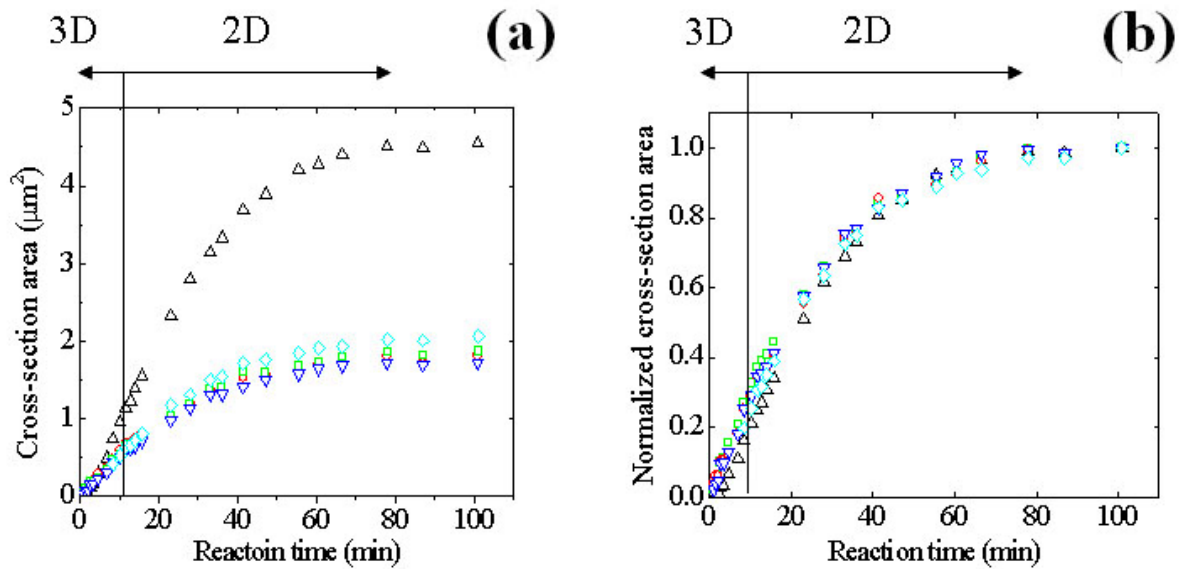 3D 2D (a)
5
4
3
2
1
0
Cross-section area (μm²)
0 20 40 60 80 100
Reactoin time (min)
3D 2D (b)
1.0
0.8
0.6
0.4
0.2
0.0
Normalized cross-section area
0 20 40 60 80 100
Reaction time (min)